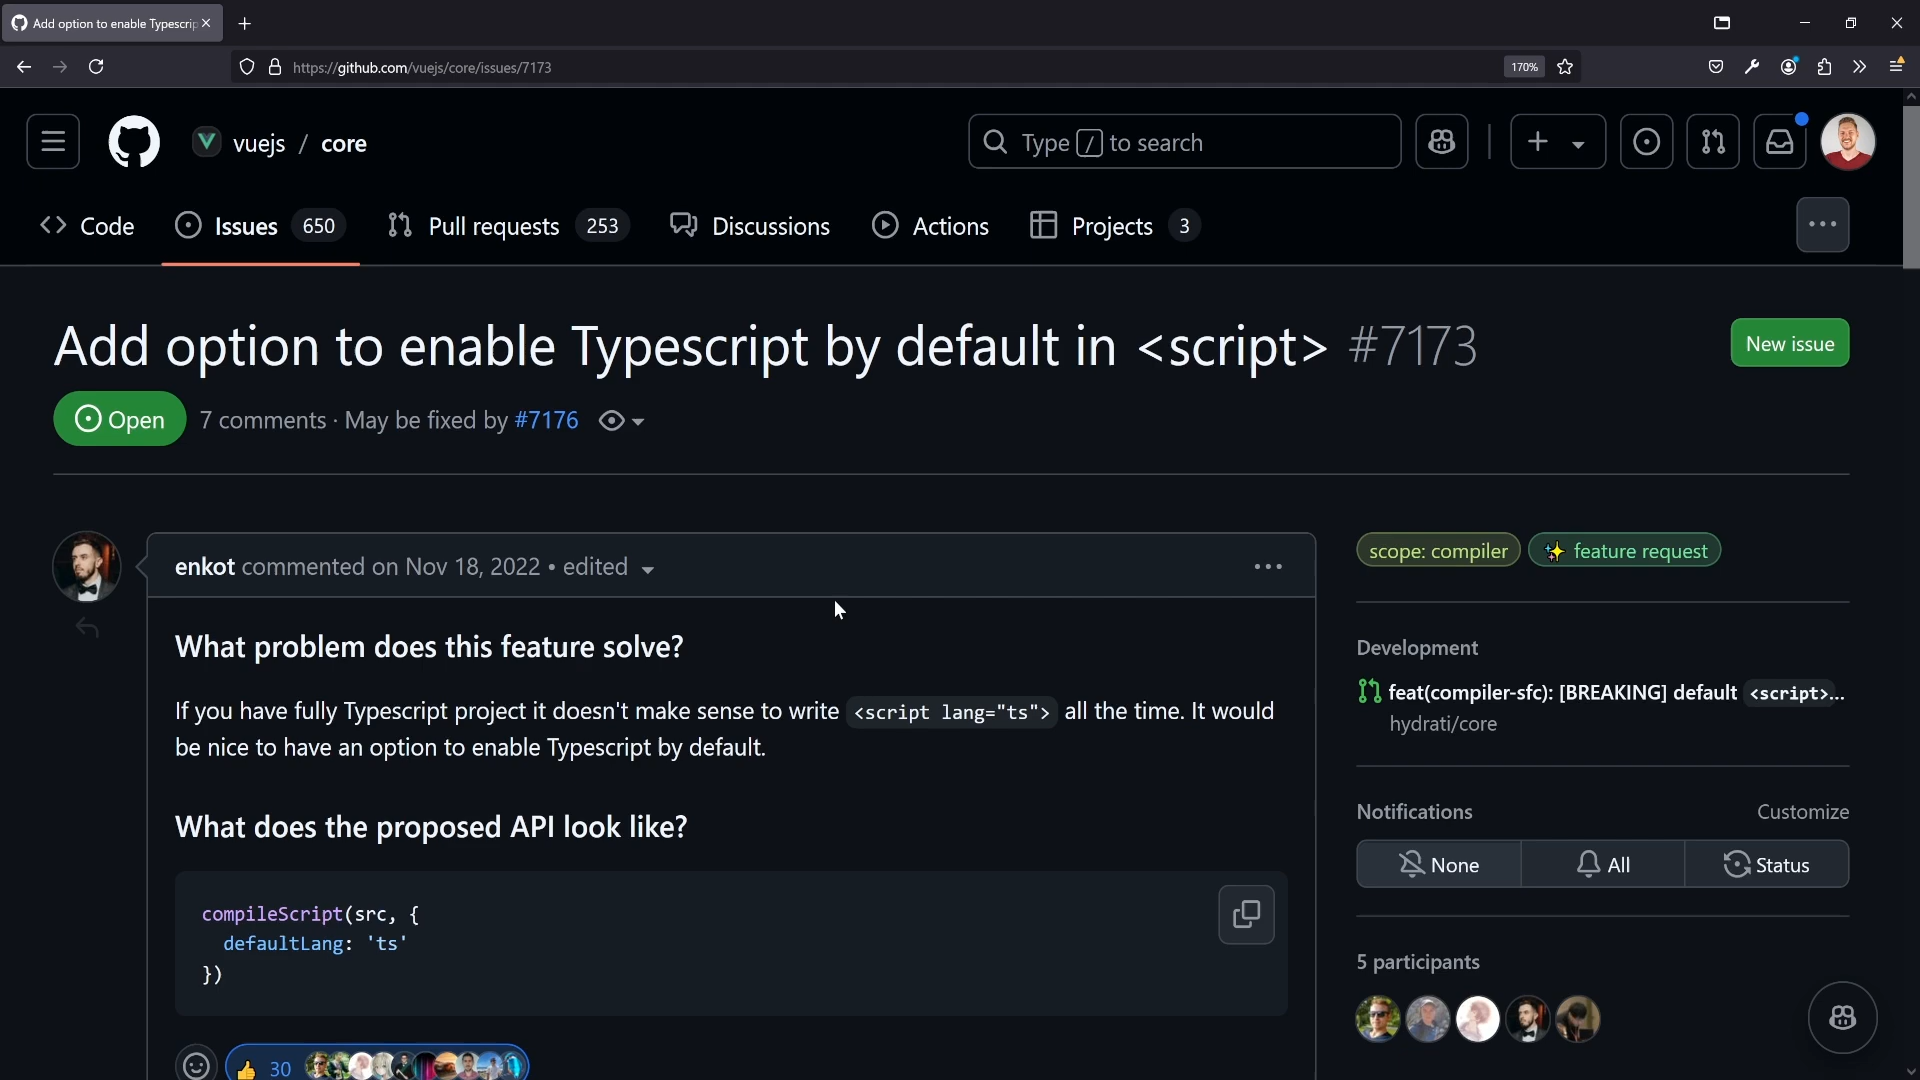 Add option to enable Typescrip
https://github.com/vuejs/core/issues/7173
170%
vuejs / core
Type / to search
Code
Issues 650
Pull requests 253
Discussions
Actions
Projects 3
Add option to enable Typescript by default in <script> #7173
New issue
Open
7 comments · May be fixed by #7176
enkot commented on Nov 18, 2022 • edited
What problem does this feature solve?
If you have fully Typescript project it doesn't make sense to write <script lang="ts"> all the time. It would
be nice to have an option to enable Typescript by default.
What does the proposed API look like?
compileScript(src, {
defaultLang: 'ts'
})
30
scope: compiler
feature request
Development
feat(compiler-sfc): [BREAKING] default <script>...
hydrati/core
Notifications
Customize
None
All
Status
5 participants